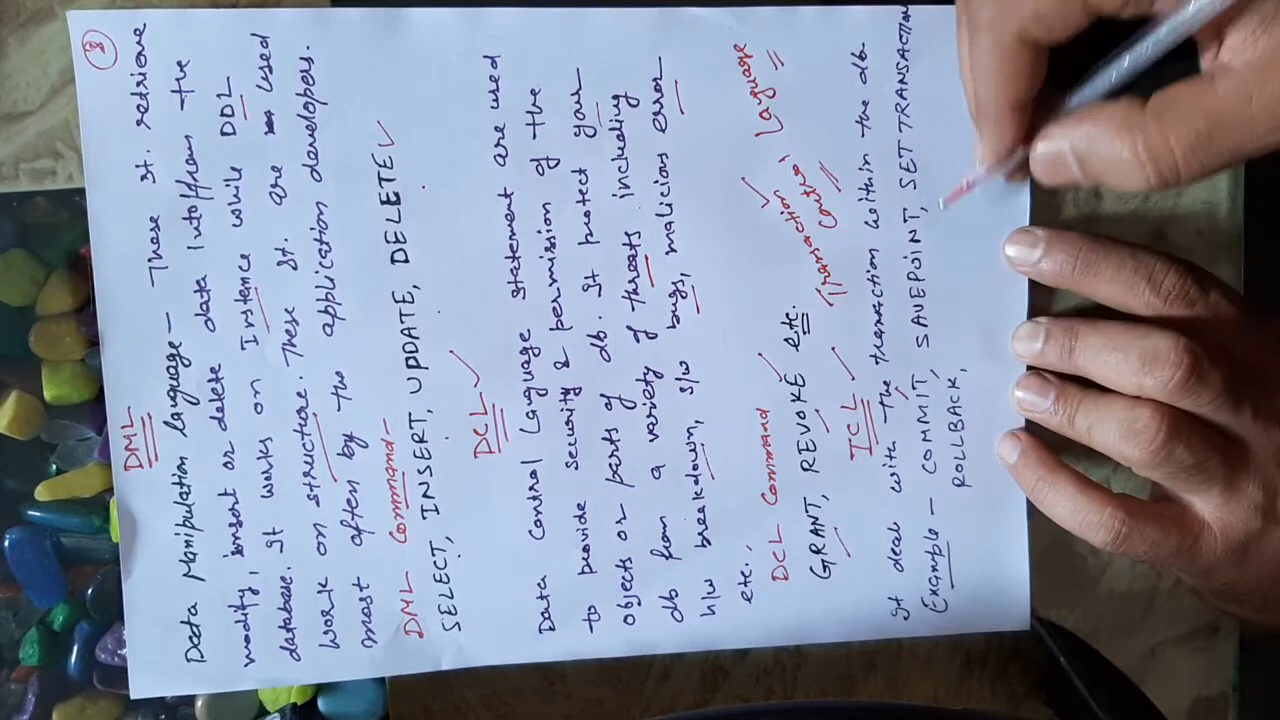 3
DML
Data Manipulation language - These st. retrieve
modify, insert or delete data into/from the
database. It works on Instence while DDL
work on structure. These st. are used
most often by the application developers.
DML Command -
SELECT, INSERT, UPDATE, DELETE
DCL
Data Control Language statement are used
to provide security & permission of the
objects or parts of db. It protect your
db from a variety of threats including
h/w breakdown, s/w bugs, malicious error
etc.
DCL Command
GRANT, REVOKE etc.
TCL Transaction Control Language
It deal with the transction within the db.
Example - COMMIT, SAVEPOINT, SET TRANSACTION
ROLLBACK,